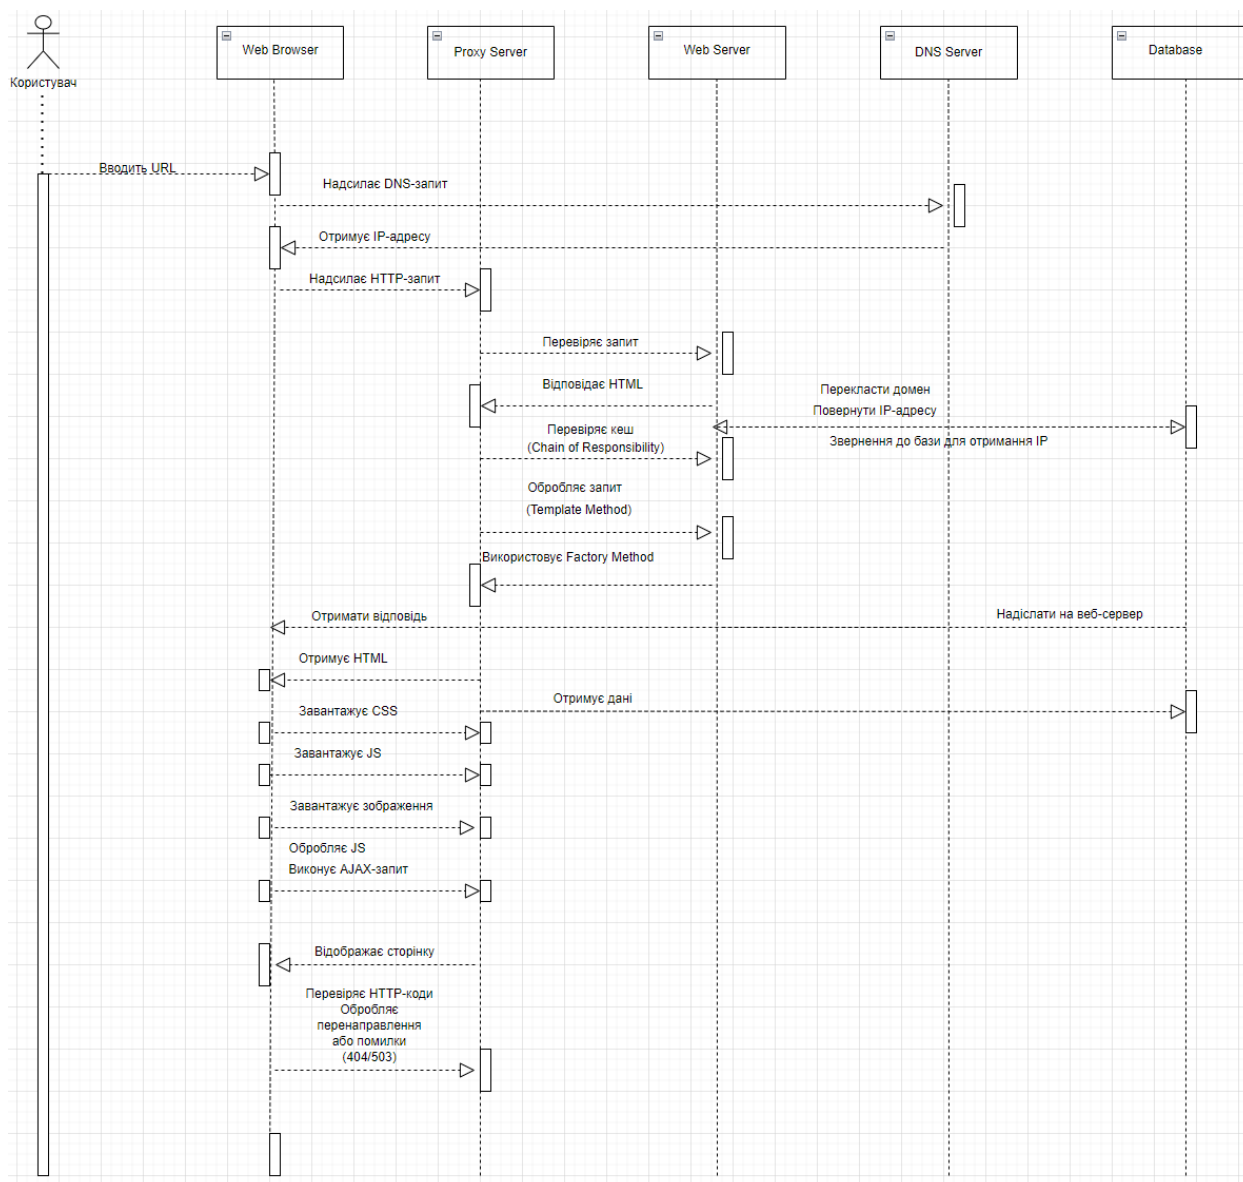 Користувач
Web Browser
Proxy Server
Web Server
DNS Server
Database
Вводить URL
Надсилає DNS-запит
Отримує IP-адресу
Надсилає HTTP-запит
Перевіряє запит
Відповідає HTML
Перекласти домен
Повернути IP-адресу
Перевіряє кеш
(Chain of Responsibility)
Звернення до бази для отримання IP
Обробляє запит
(Template Method)
Використовує Factory Method
Отримати відповідь
Надіслати на веб-сервер
Отримує HTML
Отримує дані
Завантажує CSS
Завантажує JS
Завантажує зображення
Обробляє JS
Виконує AJAX-запит
Відображає сторінку
Перевіряє HTTP-коди
Обробляє
перенаправлення
або помилки
(404/503)